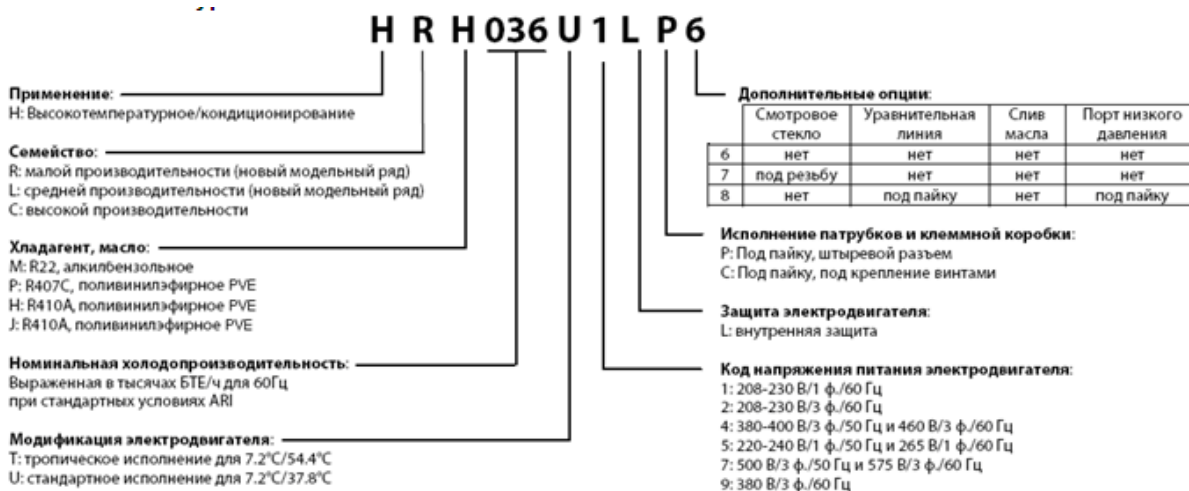 H R H 036 U 1 L P 6
Применение:
H: Высокотемпературное/кондиционирование
Семейство:
R: малой производительности (новый модельный ряд)
L: средней производительности (новый модельный ряд)
C: высокой производительности
Хладагент, масло:
M: R22, алкилбензольное
P: R407C, поливинилэфирное PVE
H: R410A, поливинилэфирное PVE
J: R410A, поливинилэфирное PVE
Номинальная холодопроизводительность:
Выраженная в тысячах БТЕ/ч для 60Гц
при стандартных условиях ARI
Модификация электродвигателя:
T: тропическое исполнение для 7.2°C/54.4°C
U: стандартное исполнение для 7.2°C/37.8°C
Дополнительные опции:
Смотровое стекло Уравнительная линия Слив масла Порт низкого давления
6 нет нет нет нет
7 под резьбу нет нет нет
8 нет под пайку нет под пайку
Исполнение патрубков и клеммной коробки:
P: Под пайку, штыревой разъем
C: Под пайку, под крепление винтами
Защита электродвигателя:
L: внутренняя защита
Код напряжения питания электродвигателя:
1: 208-230 В/1 ф./60 Гц
2: 208-230 В/3 ф./60 Гц
4: 380-400 В/3 ф./50 Гц и 460 В/3 ф./60 Гц
5: 220-240 В/1 ф./50 Гц и 265 В/1 ф./60 Гц
7: 500 В/3 ф./50 Гц и 575 В/3 ф./60 Гц
9: 380 В/3 ф./60 Гц